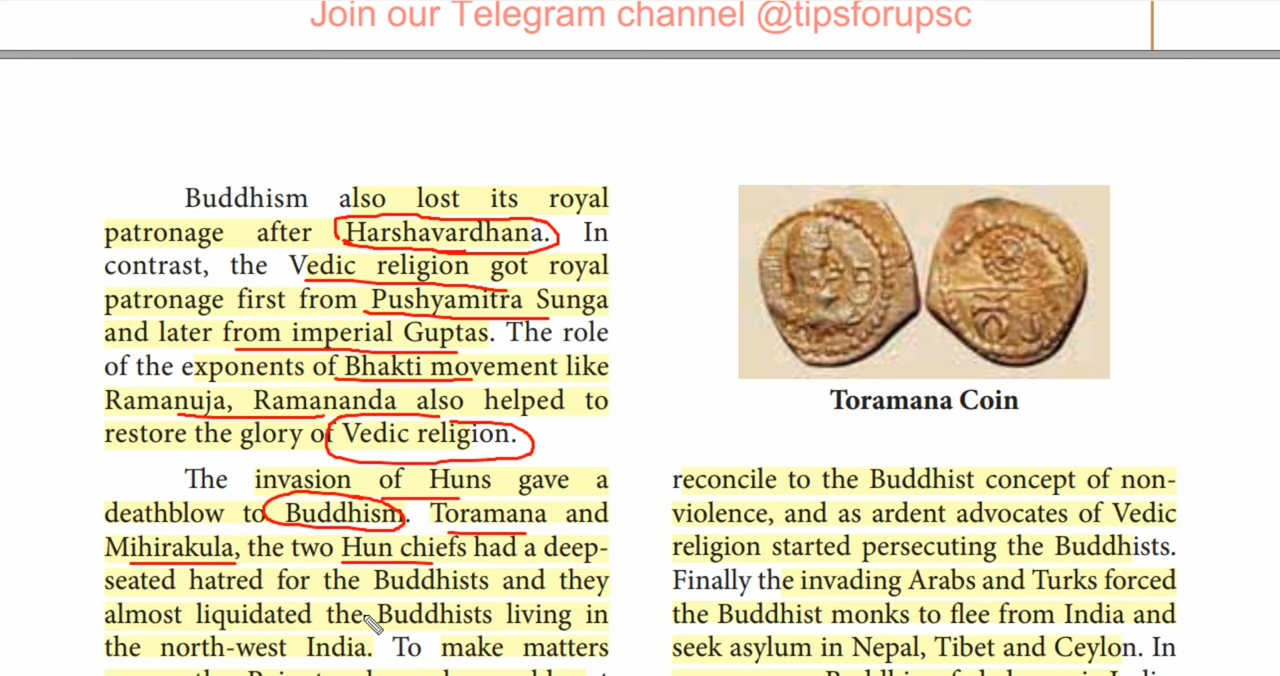 Join our Telegram channel @tipsforupsc
Buddhism also lost its royal
patronage after Harshavardhana. In
contrast, the Vedic religion got royal
patronage first from Pushyamitra Sunga
and later from imperial Guptas. The role
of the exponents of Bhakti movement like
Ramanuja, Ramananda also helped to
restore the glory of Vedic religion.
The invasion of Huns gave a
deathblow to Buddhism. Toramana and
Mihirakula, the two Hun chiefs had a deep-
seated hatred for the Buddhists and they
almost liquidated the Buddhists living in
the north-west India. To make matters
Toramana Coin
reconcile to the Buddhist concept of non-
violence, and as ardent advocates of Vedic
religion started persecuting the Buddhists.
Finally the invading Arabs and Turks forced
the Buddhist monks to flee from India and
seek asylum in Nepal, Tibet and Ceylon. In